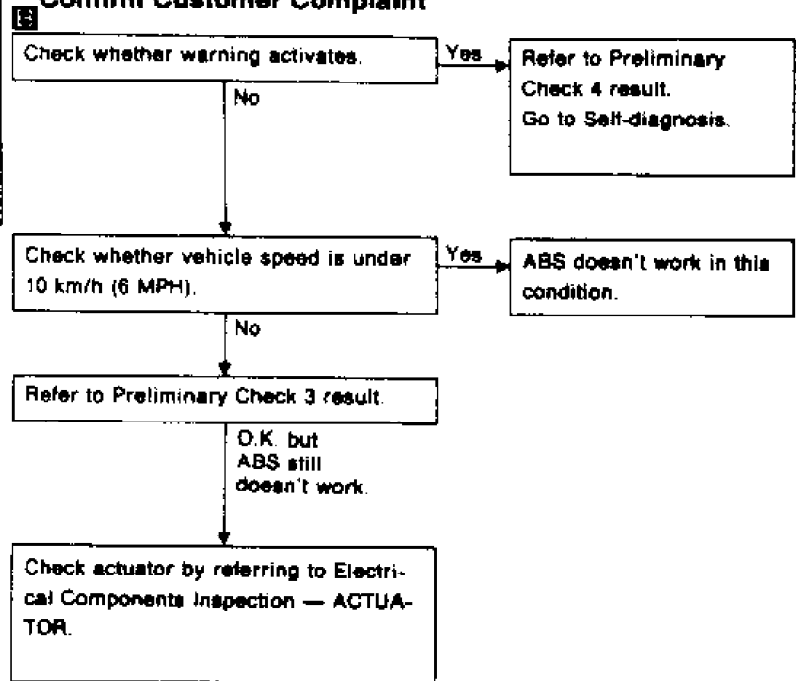 Confirm Customer Complaint
Check whether warning activates.
Yes
Refer to Preliminary
Check 4 result.
Go to Self-diagnosis.
No
Check whether vehicle speed is under
10 km/h (6 MPH).
Yes
ABS doesn't work in this
condition.
No
Refer to Preliminary Check 3 result.
O.K. but
ABS still
doesn't work.
Check actuator by referring to Electri-
cal Components Inspection — ACTUA-
TOR.